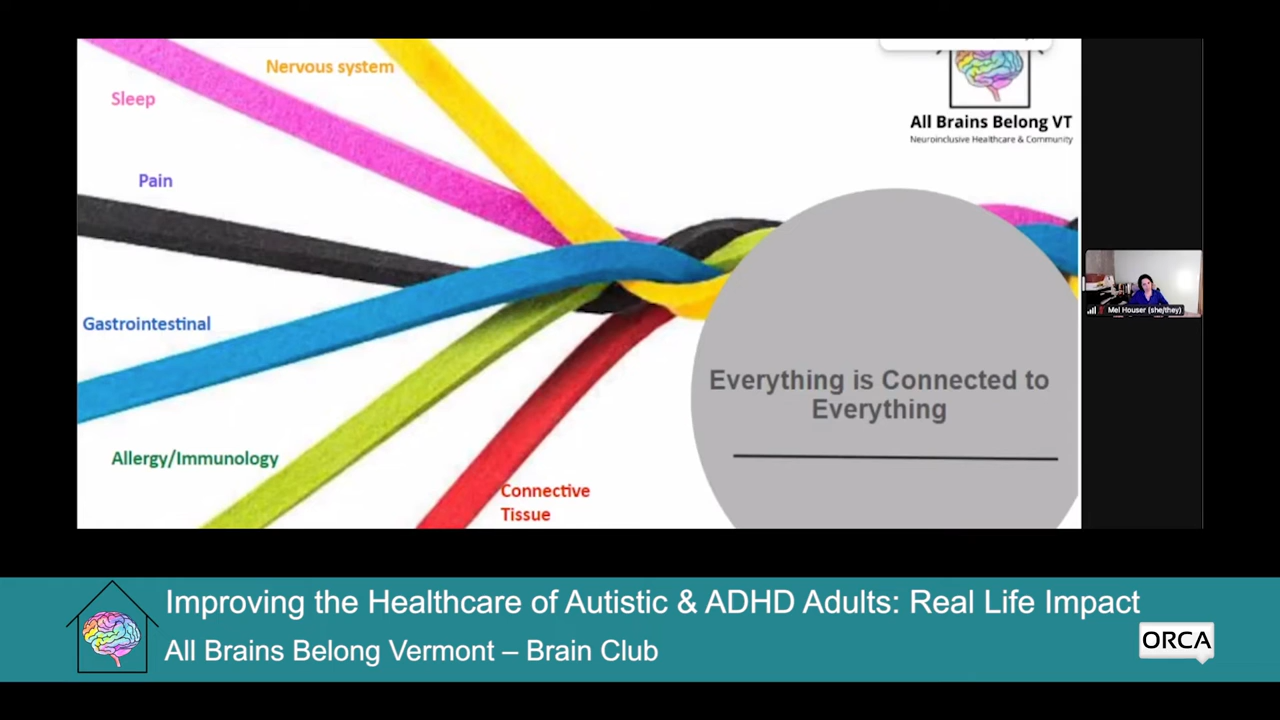 Nervous system
Sleep
Pain
Gastrointestinal
Allergy/Immunology
Connective
Tissue
All Brains Belong VT
Neuroinclusive Healthcare & Community
Everything is Connected to
Everything
Mel Houser (she/they)
Improving the Healthcare of Autistic & ADHD Adults: Real Life Impact
All Brains Belong Vermont – Brain Club
ORCA